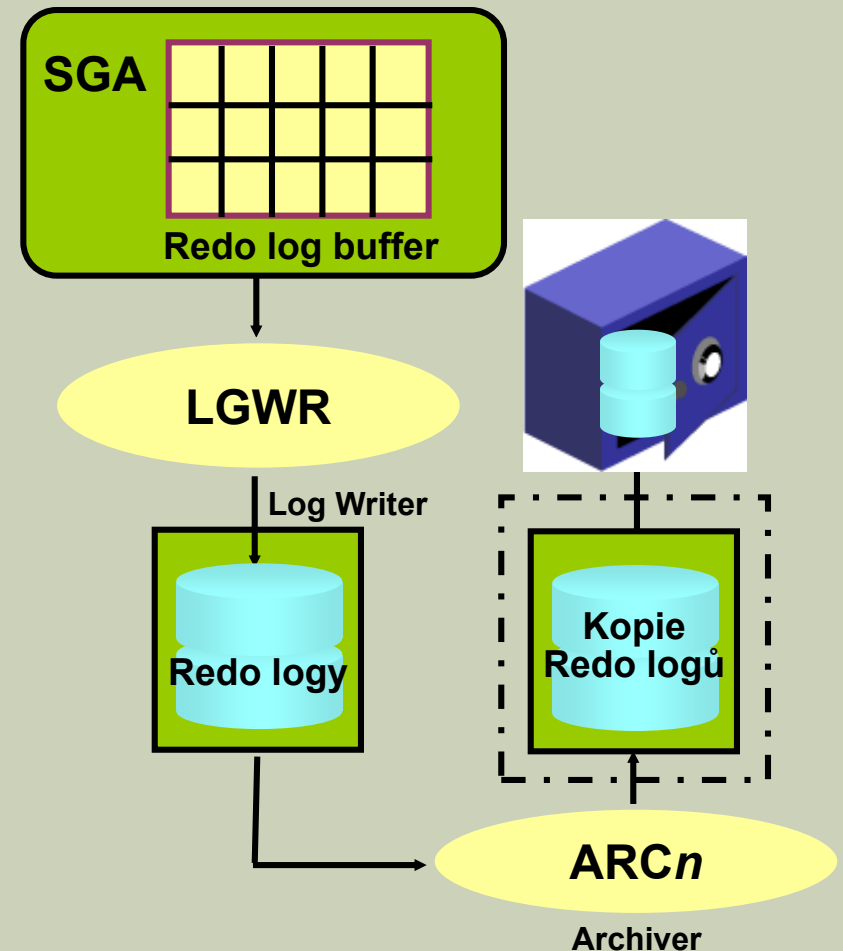 SGA
Redo log buffer
LGWR
Log Writer
Redo logy
Kopie
Redo logů
ARCn
Archiver